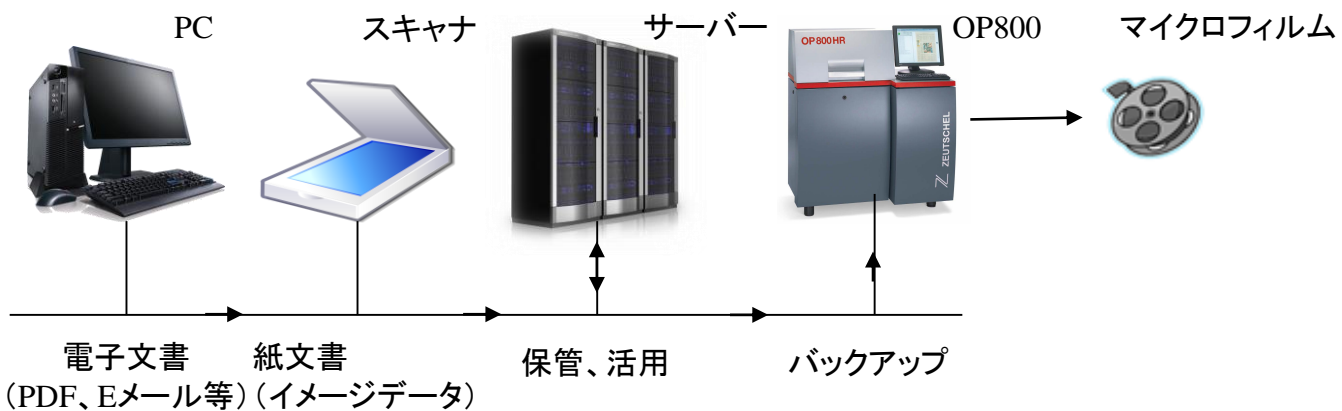 PC
スキャナ
サーバー
OP800
マイクロフィルム
OP800HR
ZEUTSCHEL
電子文書
(PDF、Eメール等)
紙文書
(イメージデータ)
保管、活用
バックアップ